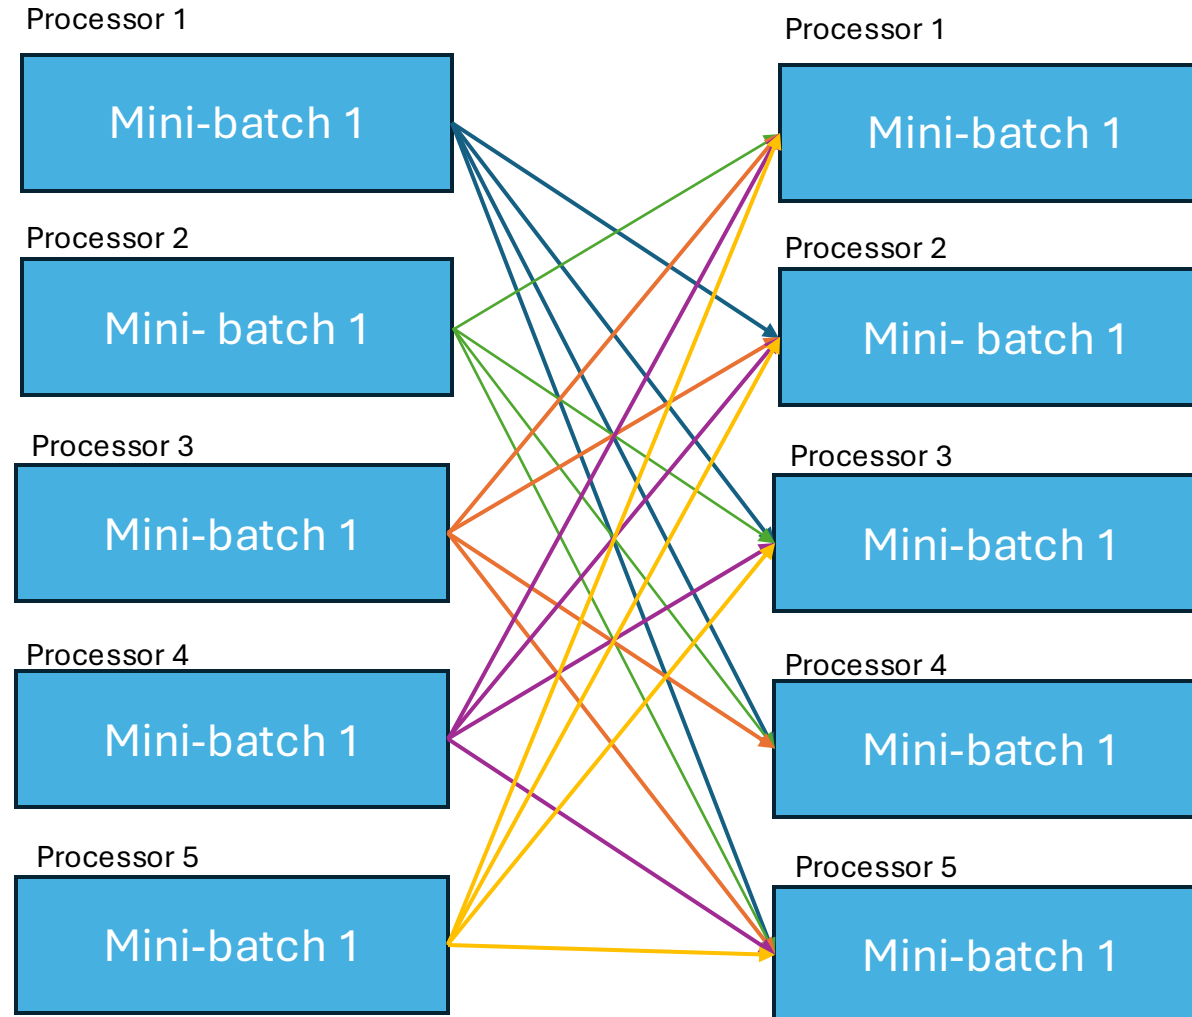 Processor 1
Mini-batch 1
Processor 2
Mini- batch 1
Processor 3
Mini-batch 1
Processor 4
Mini-batch 1
Processor 5
Mini-batch 1
Processor 1
Mini-batch 1
Processor 2
Mini- batch 1
Processor 3
Mini-batch 1
Processor 4
Mini-batch 1
Processor 5
Mini-batch 1